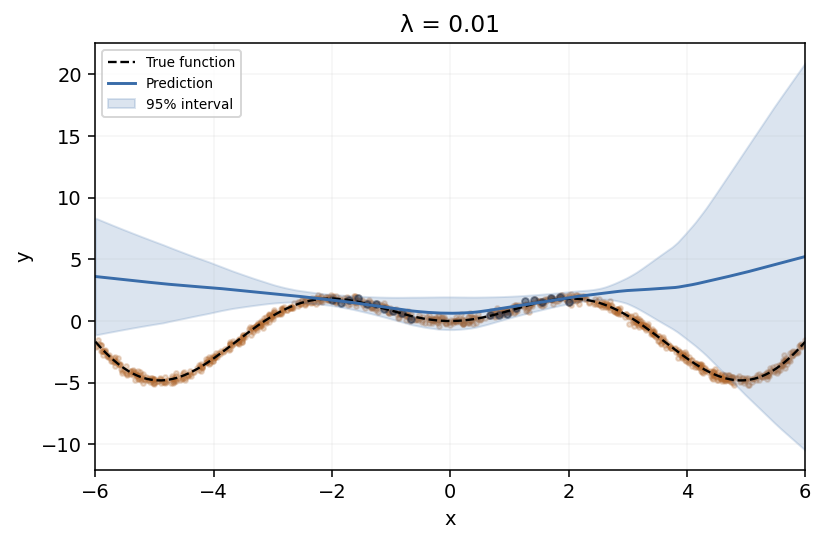 λ = 0.01
True function
Prediction
95% interval
20
15
10
5
0
−5
−10
y
−6 −4 −2 0 2 4 6
x